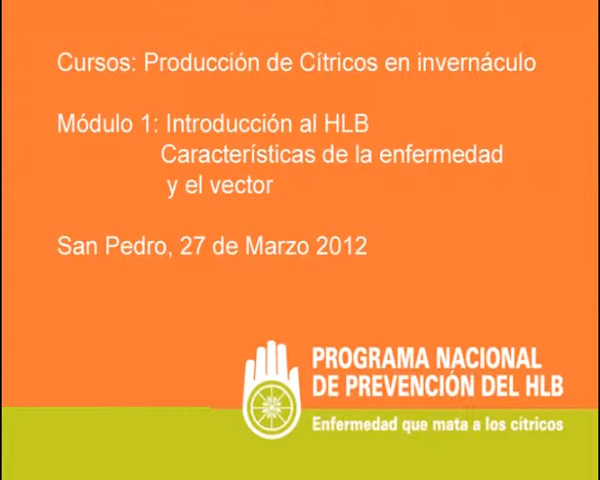 Cursos: Producción de Cítricos en invernáculo
Módulo 1: Introducción al HLB
Características de la enfermedad
y el vector
San Pedro, 27 de Marzo 2012
PROGRAMA NACIONAL
DE PREVENCIÓN DEL HLB
Enfermedad que mata a los cítricos